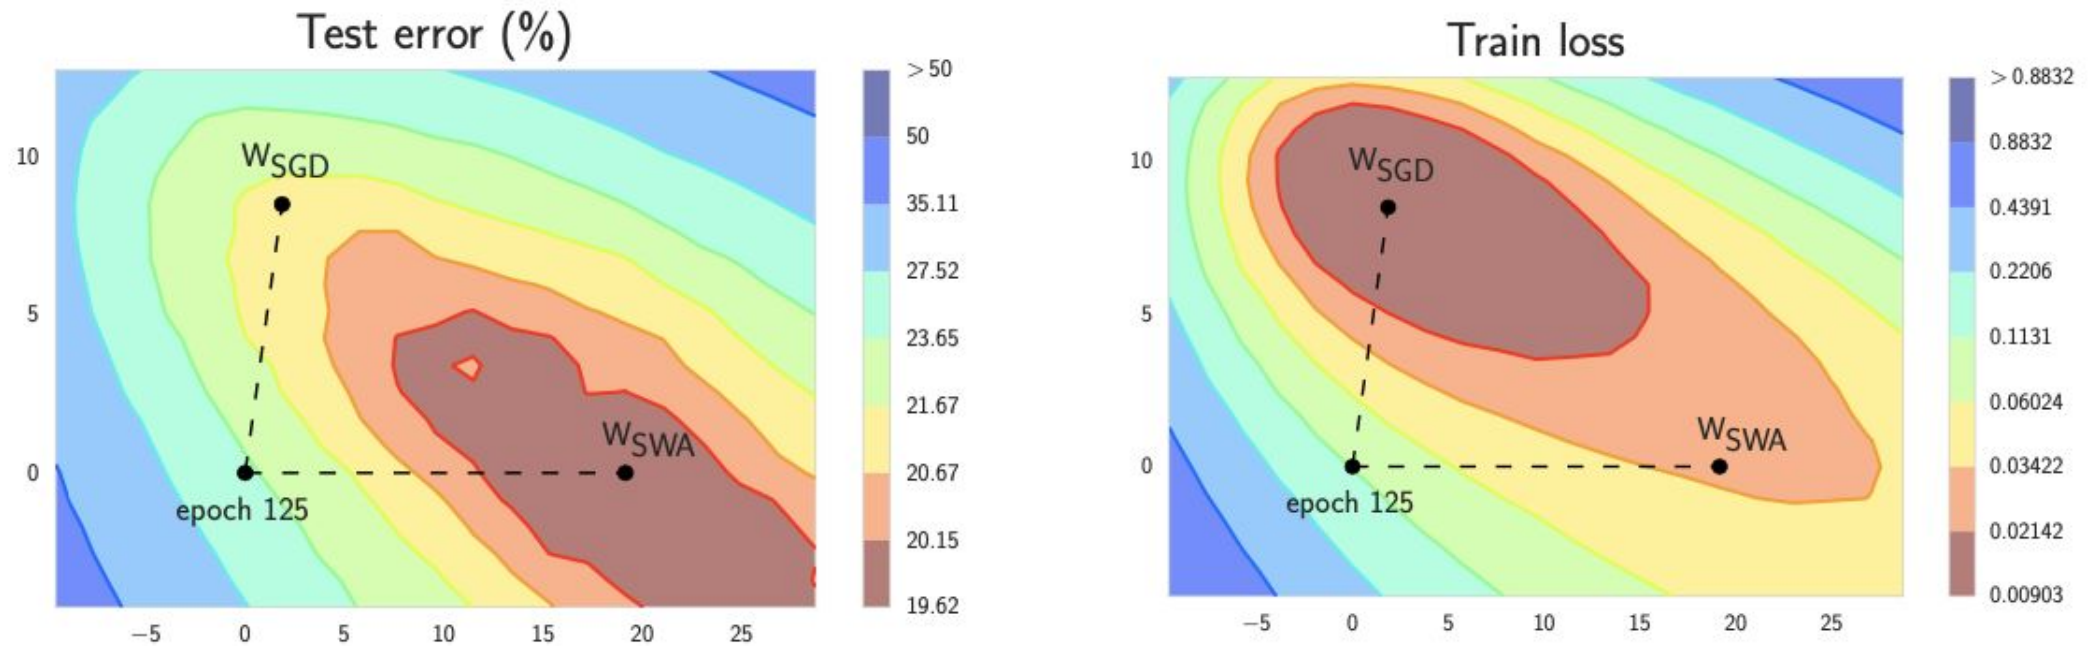 Test error (%)
10
5
0
−5 0 5 10 15 20 25
W_SGD
W_SWA
epoch 125
> 50
50
35.11
27.52
23.65
21.67
20.67
20.15
19.62
Train loss
10
5
0
−5 0 5 10 15 20 25
W_SGD
W_SWA
epoch 125
> 0.8832
0.8832
0.4391
0.2206
0.1131
0.06024
0.03422
0.02142
0.00903